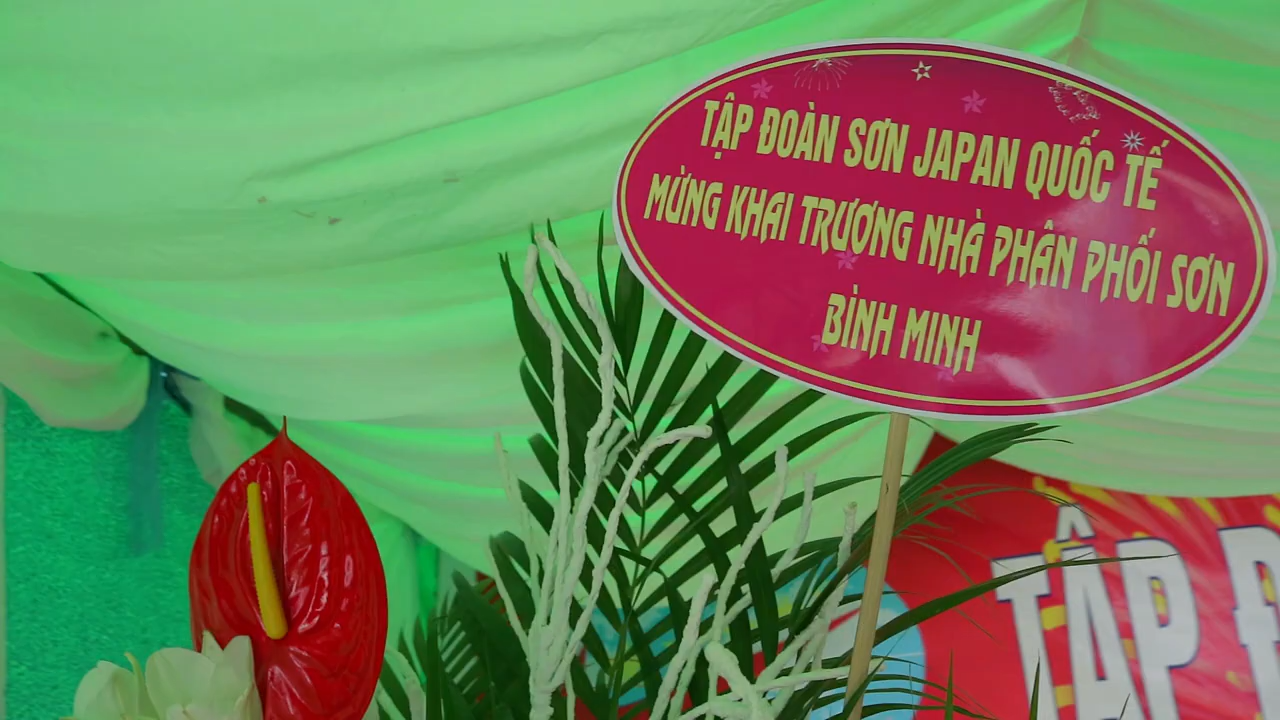 TẬP ĐOÀN SƠN JAPAN QUỐC TẾ
MỪNG KHAI TRƯƠNG NHÀ PHÂN PHỐI SƠN
BÌNH MINH
TẬP